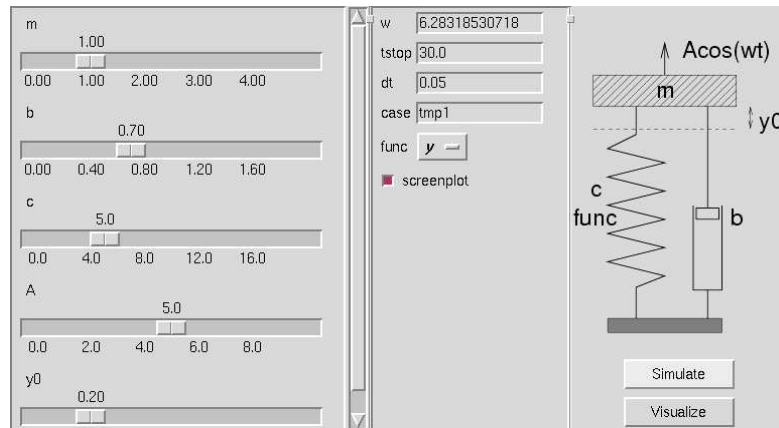 m
1.00
0.00 1.00 2.00 3.00 4.00
b
0.70
0.00 0.40 0.80 1.20 1.60
c
5.0
0.0 4.0 8.0 12.0 16.0
A
5.0
0.0 2.0 4.0 6.0 8.0
y0
0.20
w 6.28318530718
tstop 30.0
dt 0.05
case tmp1
func y
screenplot
Acos(wt)
m
y0
c
func
b
Simulate
Visualize